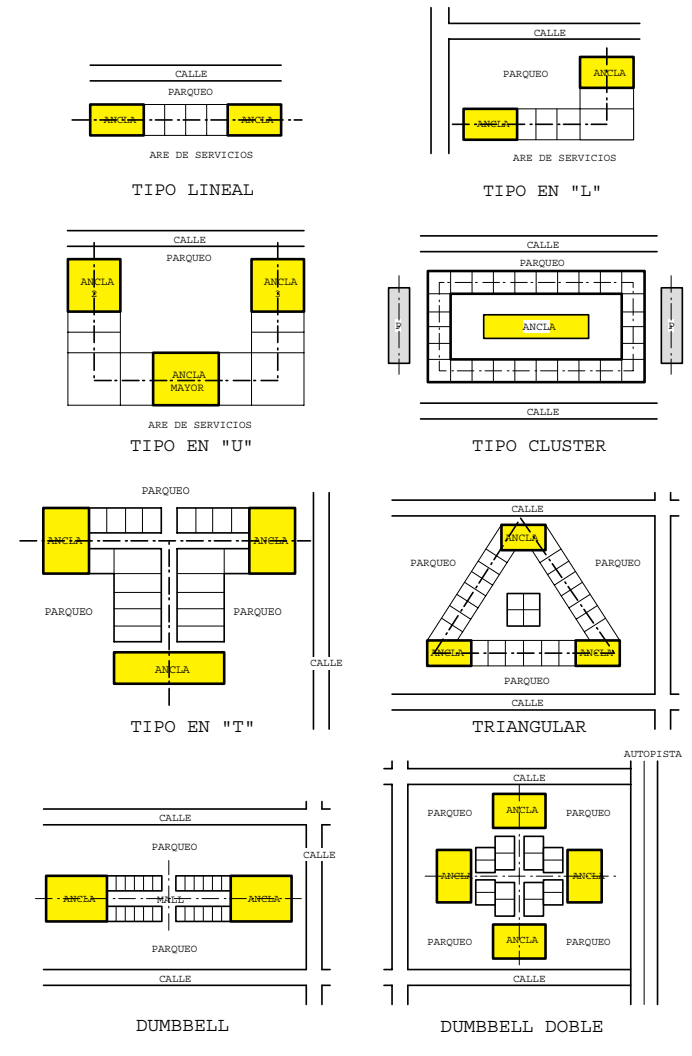 CALLE
PARQUEO
ANCLA
ANCLA
ARE DE SERVICIOS
TIPO LINEAL
CALLE
PARQUEO
ANCLA
ANCLA
ARE DE SERVICIOS
TIPO EN "L"
CALLE
PARQUEO
ANCLA
2
ANCLA
3
ANCLA
MAYOR
ARE DE SERVICIOS
TIPO EN "U"
CALLE
PARQUEO
P
ANCLA
P
CALLE
TIPO CLUSTER
PARQUEO
ANCLA
ANCLA
PARQUEO
PARQUEO
ANCLA
CALLE
TIPO EN "T"
CALLE
ANCLA
PARQUEO
PARQUEO
ANCLA
ANCLA
PARQUEO
CALLE
TRIANGULAR
CALLE
PARQUEO
CALLE
ANCLA
MALL
ANCLA
PARQUEO
CALLE
DUMBBELL
AUTOPISTA
CALLE
PARQUEO
ANCLA
PARQUEO
ANCLA
ANCLA
PARQUEO
ANCLA
PARQUEO
CALLE
DUMBBELL DOBLE